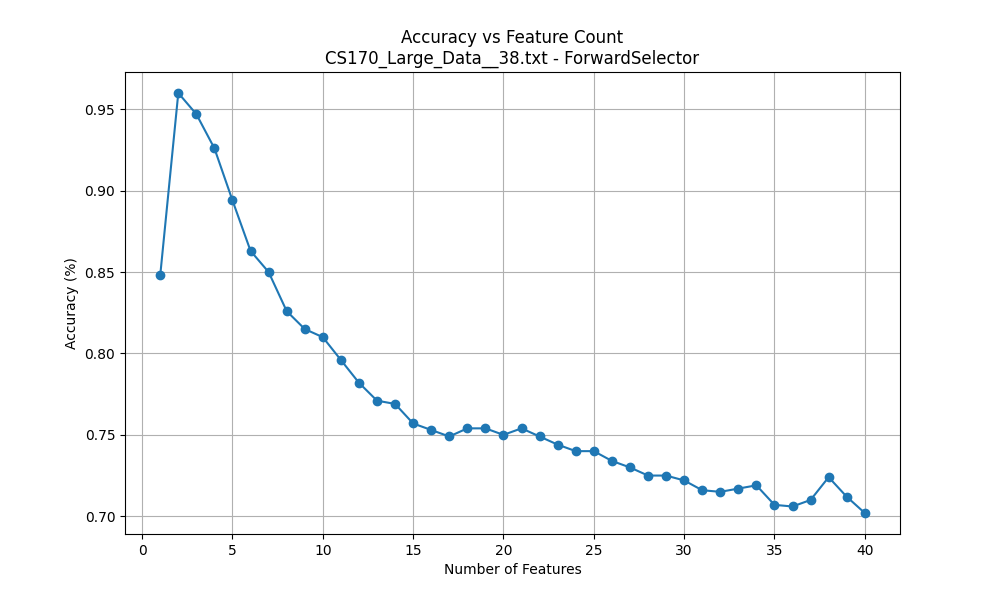 Accuracy vs Feature Count
CS170_Large_Data__38.txt - ForwardSelector
Accuracy (%)
0.95
0.90
0.85
0.80
0.75
0.70
0 5 10 15 20 25 30 35 40
Number of Features